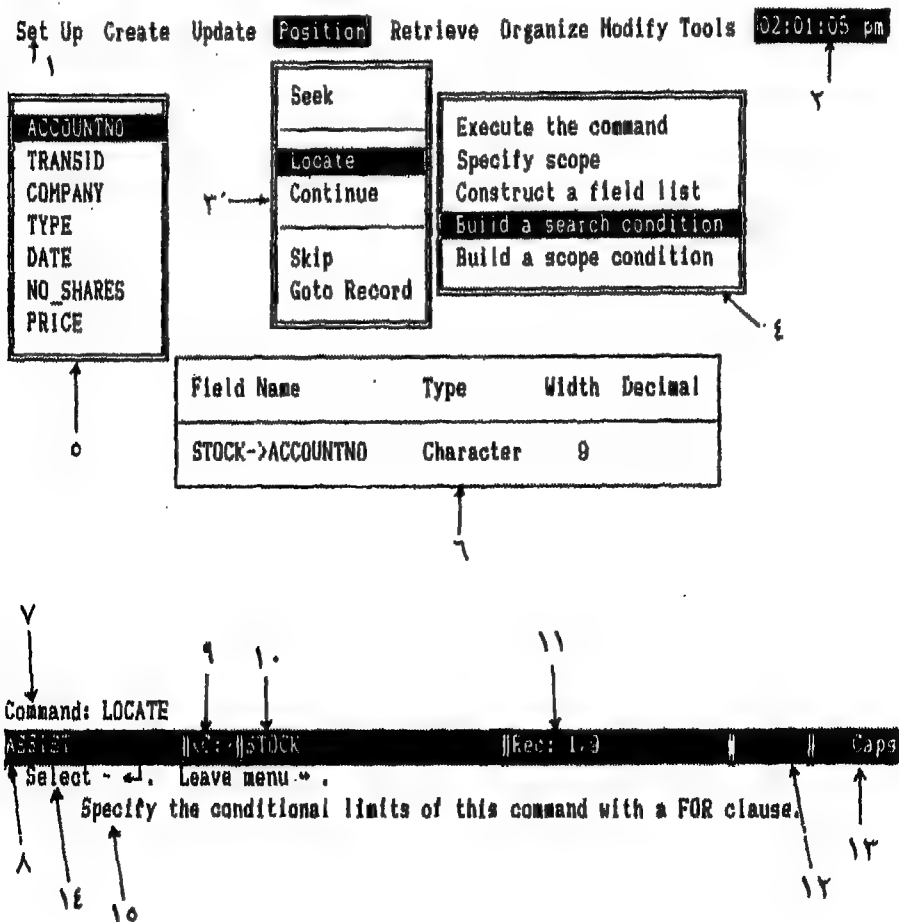 Set Up Create Update Position Retrieve Organize Modify Tools 02:01:05 pm
١
٢
ACCOUNTNO
TRANSID
COMPANY
TYPE
DATE
NO_SHARES
PRICE
٥
Seek
Locate
Continue
Skip
Goto Record
٣
Execute the command
Specify scope
Construct a field list
Build a search condition
Build a scope condition
٤
Field Name Type Width Decimal
STOCK->ACCOUNTNO Character 9
٦
٧
٩ ١٠ ١١
Command: LOCATE
ASSIST <C:> STOCK Rec: 1/9 Caps
Select - ↵. Leave menu ↔.
Specify the conditional limits of this command with a FOR clause.
٨ ١٤ ١٥ ١٢ ١٣